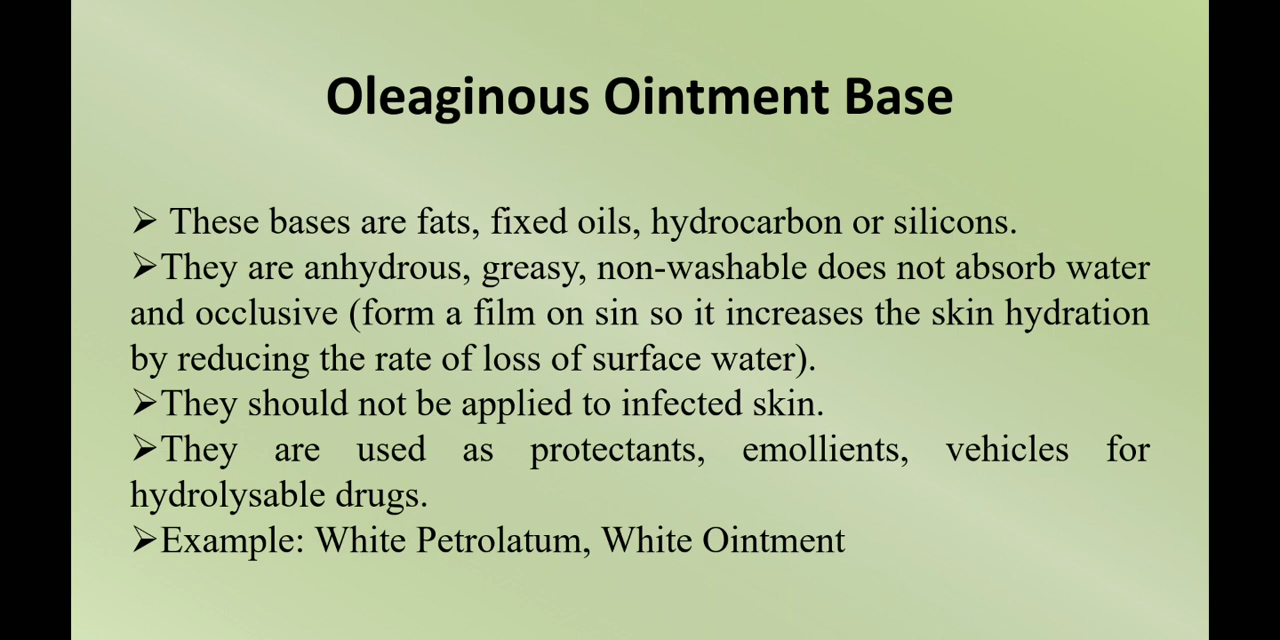 Oleaginous Ointment Base
➢ These bases are fats, fixed oils, hydrocarbon or silicons.
➢They are anhydrous, greasy, non-washable does not absorb water
and occlusive (form a film on sin so it increases the skin hydration
by reducing the rate of loss of surface water).
➢They should not be applied to infected skin.
➢They are used as protectants, emollients, vehicles for
hydrolysable drugs.
➢Example: White Petrolatum, White Ointment